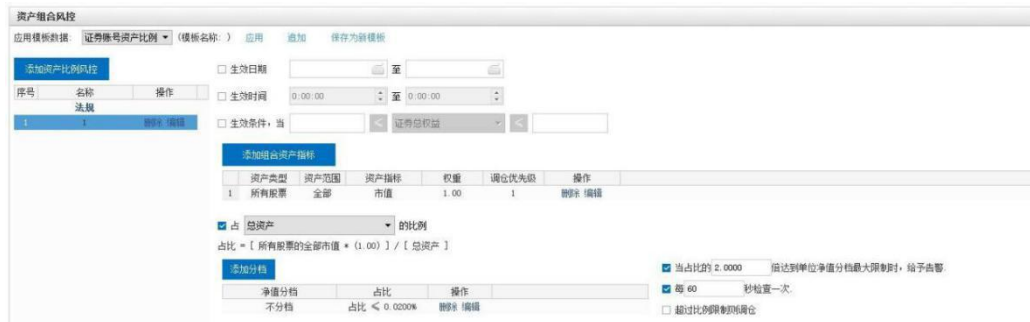 资产组合风控
应用模板数据: 证券账号资产比例 (模板名称: ) 应用 追加 保存为新模板
添加资产比例风控
序号 名称 操作
法规
1 1 删除 编辑
生效日期 至
生效时间 0:00:00 至 0:00:00
生效条件，当 < 证券总权益 <
添加组合资产指标
资产类型 资产范围 资产指标 权重 调仓优先级 操作
1 所有股票 全部 市值 1.00 1 删除 编辑
占 总资产 的比例
占比 = [ 所有股票的全部市值 * (1.00) ] / [ 总资产 ]
添加分档
净值分档 占比 操作
不分档 占比 ≤ 0.0200% 删除 编辑
当占比的 2.0000 倍达到单位净值分档最大限制时，给予告警.
每 60 秒检查一次.
超过比例限制则调仓